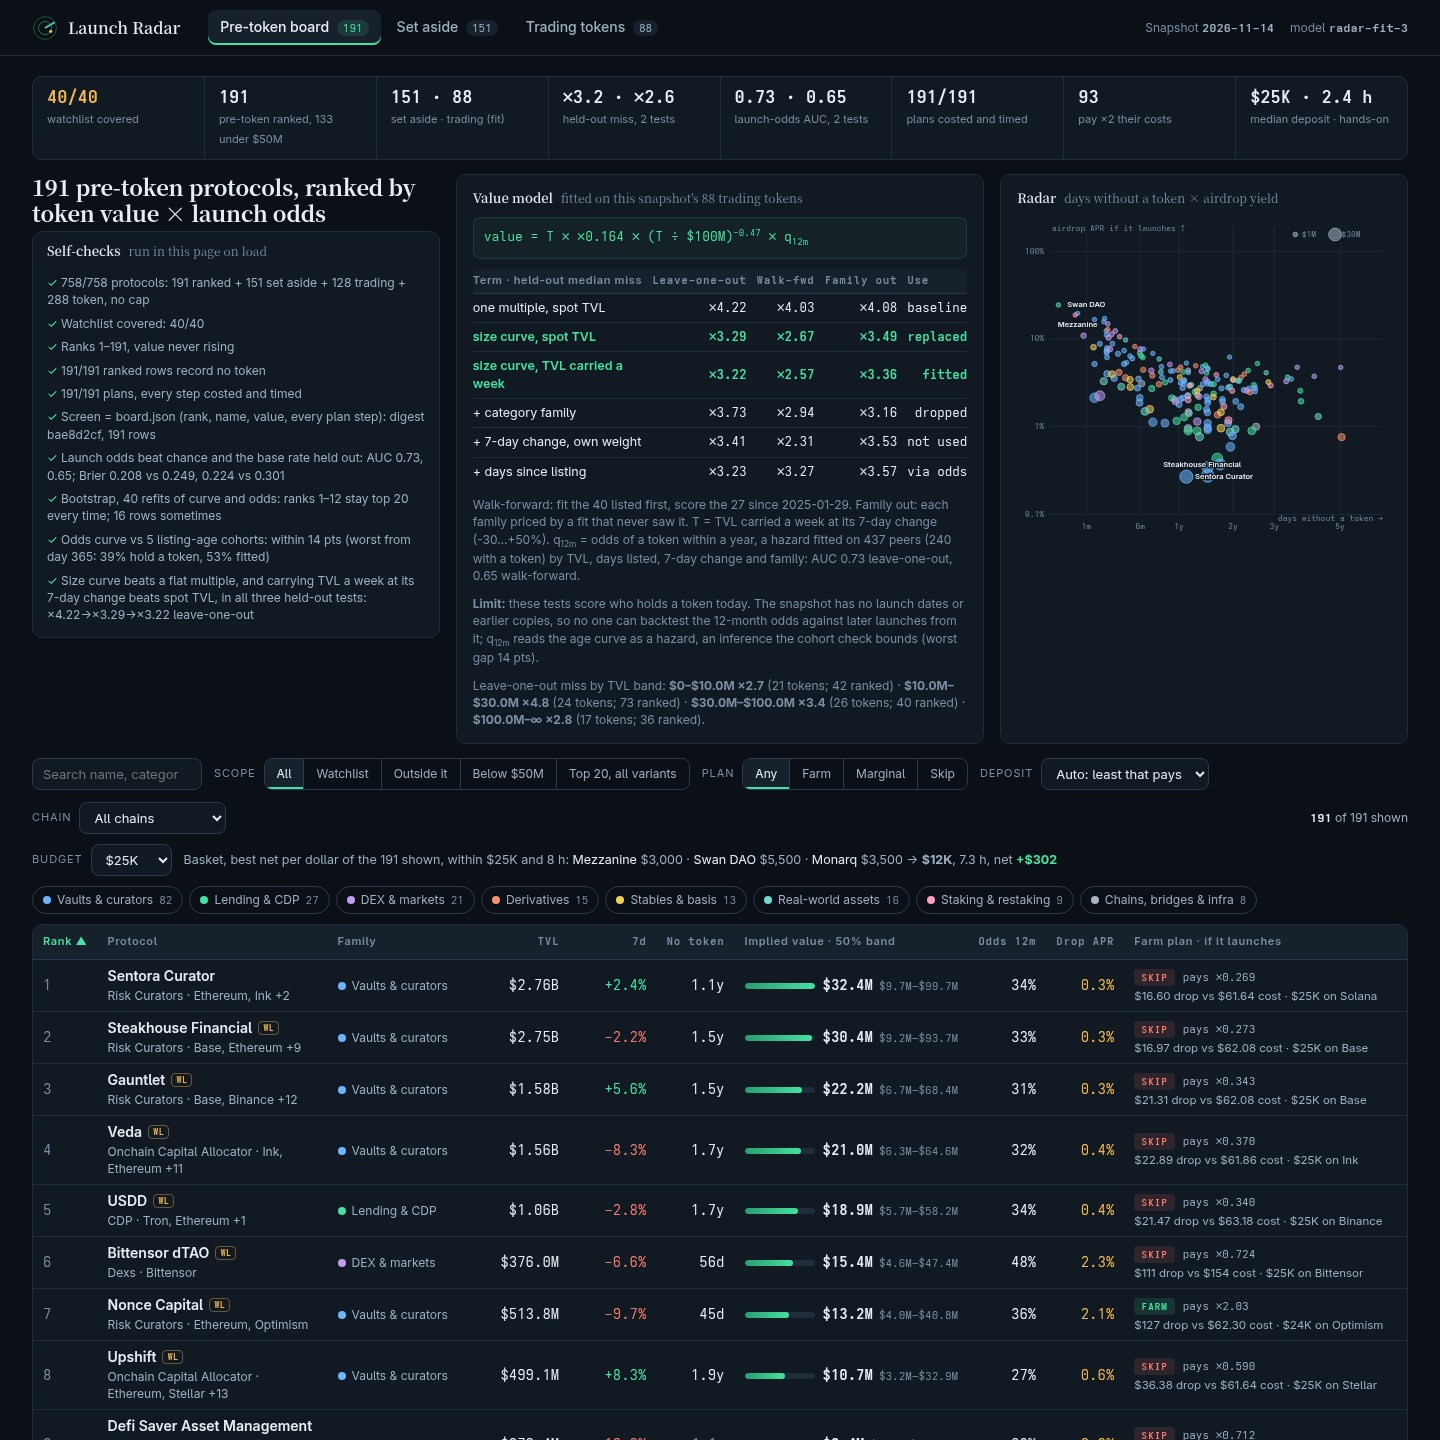 Launch Radar
Pre-token board 191
Set aside 151
Trading tokens 88
Snapshot 2026-11-14 model radar-fit-3
40/40
watchlist covered
191
pre-token ranked, 133
under $50M
151 · 88
set aside · trading (fit)
×3.2 · ×2.6
held-out miss, 2 tests
0.73 · 0.65
launch-odds AUC, 2 tests
191/191
plans costed and timed
93
pay ×2 their costs
$25K · 2.4 h
median deposit · hands-on
191 pre-token protocols, ranked by
token value × launch odds
Self-checks run in this page on load
✓ 758/758 protocols: 191 ranked + 151 set aside + 128 trading +
288 token, no cap
✓ Watchlist covered: 40/40
✓ Ranks 1–191, value never rising
✓ 191/191 ranked rows record no token
✓ 191/191 plans, every step costed and timed
✓ Screen = board.json (rank, name, value, every plan step): digest
bae8d2cf, 191 rows
✓ Launch odds beat chance and the base rate held out: AUC 0.73,
0.65; Brier 0.208 vs 0.249, 0.224 vs 0.301
✓ Bootstrap, 40 refits of curve and odds: ranks 1–12 stay top 20
every time; 16 rows sometimes
✓ Odds curve vs 5 listing-age cohorts: within 14 pts (worst from
day 365: 39% hold a token, 53% fitted)
✓ Size curve beats a flat multiple, and carrying TVL a week at its
7-day change beats spot TVL, in all three held-out tests:
×4.22→×3.29→×3.22 leave-one-out
Value model fitted on this snapshot's 88 trading tokens
value = T × ×0.164 × (T ÷ $100M)−0.47 × q12m
Term · held-out median miss Leave-one-out Walk-fwd Family out Use
one multiple, spot TVL ×4.22 ×4.03 ×4.08 baseline
size curve, spot TVL ×3.29 ×2.67 ×3.49 replaced
size curve, TVL carried a
week ×3.22 ×2.57 ×3.36 fitted
+ category family ×3.73 ×2.94 ×3.16 dropped
+ 7-day change, own weight ×3.41 ×2.31 ×3.53 not used
+ days since listing ×3.23 ×3.27 ×3.57 via odds
Walk-forward: fit the 40 listed first, score the 27 since 2025-01-29. Family out: each
family priced by a fit that never saw it. T = TVL carried a week at its 7-day change
(-30…+50%). q12m = odds of a token within a year, a hazard fitted on 437 peers (240
with a token) by TVL, days listed, 7-day change and family: AUC 0.73 leave-one-out,
0.65 walk-forward.
Limit: these tests score who holds a token today. The snapshot has no launch dates or
earlier copies, so no one can backtest the 12-month odds against later launches from
it; q12m reads the age curve as a hazard, an inference the cohort check bounds (worst
gap 14 pts).
Leave-one-out miss by TVL band: $0–$10.0M ×2.7 (21 tokens; 42 ranked) · $10.0M–
$30.0M ×4.8 (24 tokens; 73 ranked) · $30.0M–$100.0M ×3.4 (26 tokens; 40 ranked) ·
$100.0M–∞ ×2.8 (17 tokens; 36 ranked).
Radar days without a token × airdrop yield
airdrop APR if it launches ↑
$1M $30M
100%
Swan DAO
Mezzanine
10%
1%
Steakhouse Financial
Sentora Curator
0.1%
days without a token →
1m 6m 1y 2y 3y 5y
Search name, categor
SCOPE All Watchlist Outside it Below $50M Top 20, all variants
PLAN Any Farm Marginal Skip
DEPOSIT Auto: least that pays
CHAIN All chains
191 of 191 shown
BUDGET $25K Basket, best net per dollar of the 191 shown, within $25K and 8 h: Mezzanine $3,000 · Swan DAO $5,500 · Monarq $3,500 → $12K, 7.3 h, net +$302
Vaults & curators 82 Lending & CDP 27 DEX & markets 21 Derivatives 15 Stables & basis 13 Real-world assets 16 Staking & restaking 9 Chains, bridges & infra 8
Rank ▲ Protocol Family TVL 7d No token Implied value · 50% band Odds 12m Drop APR Farm plan · if it launches
1 Sentora Curator
Risk Curators · Ethereum, Ink +2
Vaults & curators $2.76B +2.4% 1.1y $32.4M $9.7M–$99.7M 34% 0.3%
SKIP pays ×0.269
$16.60 drop vs $61.64 cost · $25K on Solana
2 Steakhouse Financial WL
Risk Curators · Base, Ethereum +9
Vaults & curators $2.75B −2.2% 1.5y $30.4M $9.2M–$93.7M 33% 0.3%
SKIP pays ×0.273
$16.97 drop vs $62.08 cost · $25K on Base
3 Gauntlet WL
Risk Curators · Base, Binance +12
Vaults & curators $1.58B +5.6% 1.5y $22.2M $6.7M–$68.4M 31% 0.3%
SKIP pays ×0.343
$21.31 drop vs $62.08 cost · $25K on Base
4 Veda WL
Onchain Capital Allocator · Ink,
Ethereum +11
Vaults & curators $1.56B −8.3% 1.7y $21.0M $6.3M–$64.6M 32% 0.4%
SKIP pays ×0.370
$22.89 drop vs $61.86 cost · $25K on Ink
5 USDD WL
CDP · Tron, Ethereum +1
Lending & CDP $1.06B −2.8% 1.7y $18.9M $5.7M–$58.2M 34% 0.4%
SKIP pays ×0.340
$21.47 drop vs $63.18 cost · $25K on Binance
6 Bittensor dTAO WL
Dexs · Bittensor
DEX & markets $376.0M −6.6% 56d $15.4M $4.6M–$47.4M 48% 2.3%
SKIP pays ×0.724
$111 drop vs $154 cost · $25K on Bittensor
7 Nonce Capital WL
Risk Curators · Ethereum, Optimism
Vaults & curators $513.8M −9.7% 45d $13.2M $4.0M–$40.8M 36% 2.1%
FARM pays ×2.03
$127 drop vs $62.30 cost · $24K on Optimism
8 Upshift WL
Onchain Capital Allocator ·
Ethereum, Stellar +13
Vaults & curators $499.1M +8.3% 1.9y $10.7M $3.2M–$32.9M 27% 0.6%
SKIP pays ×0.590
$36.38 drop vs $61.64 cost · $25K on Stellar
Defi Saver Asset Management
SKIP pays ×0.712